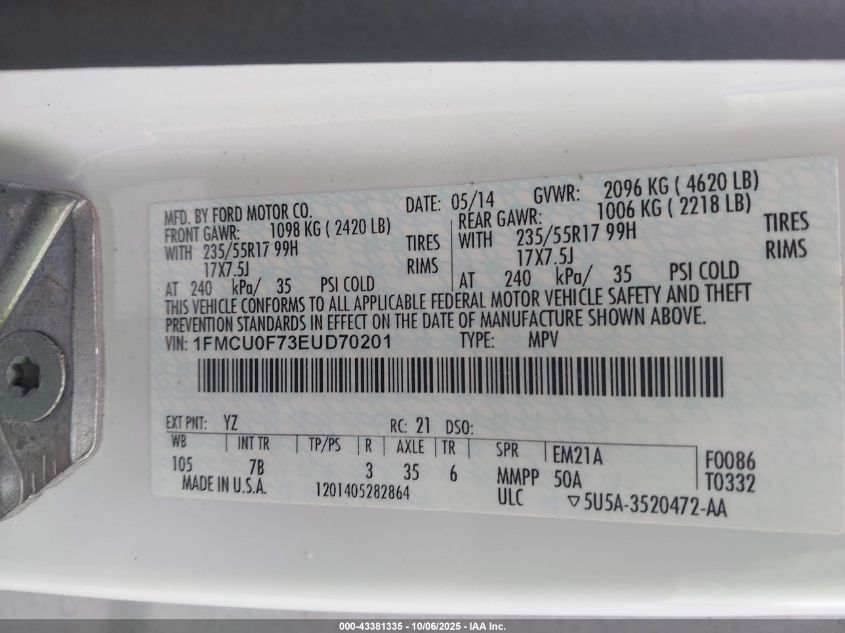 MFD. BY FORD MOTOR CO. DATE: 05/14 GVWR: 2096 KG ( 4620 LB)
FRONT GAWR: 1098 KG ( 2420 LB) REAR GAWR: 1006 KG ( 2218 LB)
WITH 235/55R17 99H TIRES WITH 235/55R17 99H TIRES
17X7.5J RIMS 17X7.5J RIMS
AT 240 kPa/ 35 PSI COLD AT 240 kPa/ 35 PSI COLD
THIS VEHICLE CONFORMS TO ALL APPLICABLE FEDERAL MOTOR VEHICLE SAFETY AND THEFT
PREVENTION STANDARDS IN EFFECT ON THE DATE OF MANUFACTURE SHOWN ABOVE.
VIN: 1FMCU0F73EUD70201 TYPE: MPV
EXT PNT: YZ RC: 21 DSO:
WB INT TR TP/PS R AXLE TR SPR EM21A F0086
105 7B 3 35 6 MMPP 50A T0332
MADE IN U.S.A. 1201405282864 ULC ▽5U5A-3520472-AA
000-43381335 - 10/06/2025 - IAA Inc.